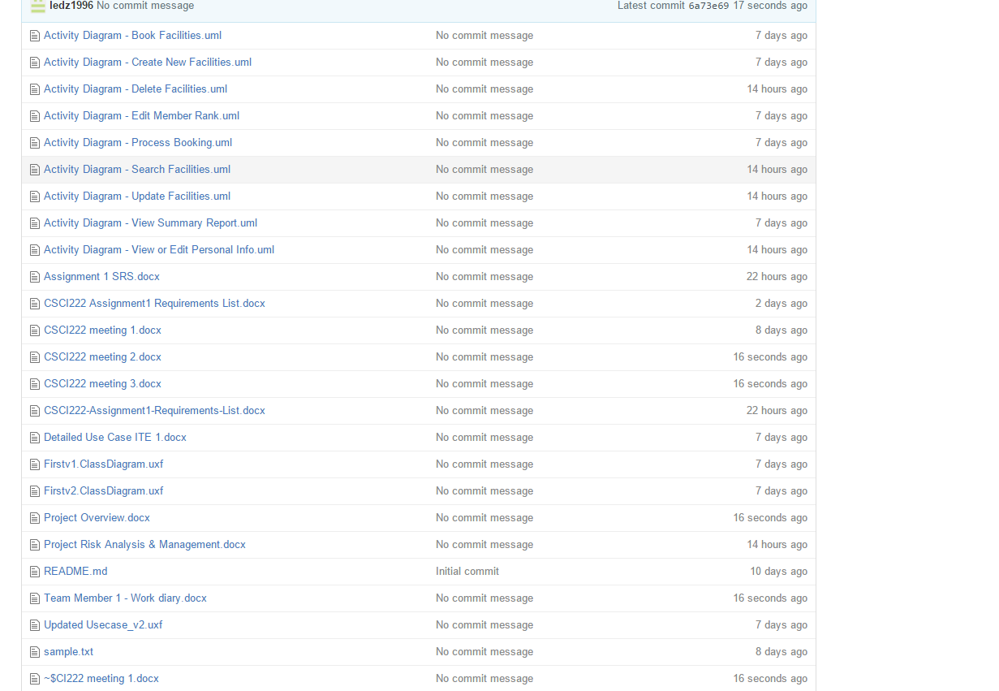 ledz1996 No commit message Latest commit 6a73e69 17 seconds ago
Activity Diagram - Book Facilities.uml No commit message 7 days ago
Activity Diagram - Create New Facilities.uml No commit message 7 days ago
Activity Diagram - Delete Facilities.uml No commit message 14 hours ago
Activity Diagram - Edit Member Rank.uml No commit message 7 days ago
Activity Diagram - Process Booking.uml No commit message 7 days ago
Activity Diagram - Search Facilities.uml No commit message 14 hours ago
Activity Diagram - Update Facilities.uml No commit message 14 hours ago
Activity Diagram - View Summary Report.uml No commit message 7 days ago
Activity Diagram - View or Edit Personal Info.uml No commit message 14 hours ago
Assignment 1 SRS.docx No commit message 22 hours ago
CSCI222 Assignment1 Requirements List.docx No commit message 2 days ago
CSCI222 meeting 1.docx No commit message 8 days ago
CSCI222 meeting 2.docx No commit message 16 seconds ago
CSCI222 meeting 3.docx No commit message 16 seconds ago
CSCI222-Assignment1-Requirements-List.docx No commit message 22 hours ago
Detailed Use Case ITE 1.docx No commit message 7 days ago
Firstv1.ClassDiagram.uxf No commit message 7 days ago
Firstv2.ClassDiagram.uxf No commit message 7 days ago
Project Overview.docx No commit message 16 seconds ago
Project Risk Analysis & Management.docx No commit message 14 hours ago
README.md Initial commit 10 days ago
Team Member 1 - Work diary.docx No commit message 16 seconds ago
Updated Usecase_v2.uxf No commit message 7 days ago
sample.txt No commit message 8 days ago
~$CI222 meeting 1.docx No commit message 16 seconds ago